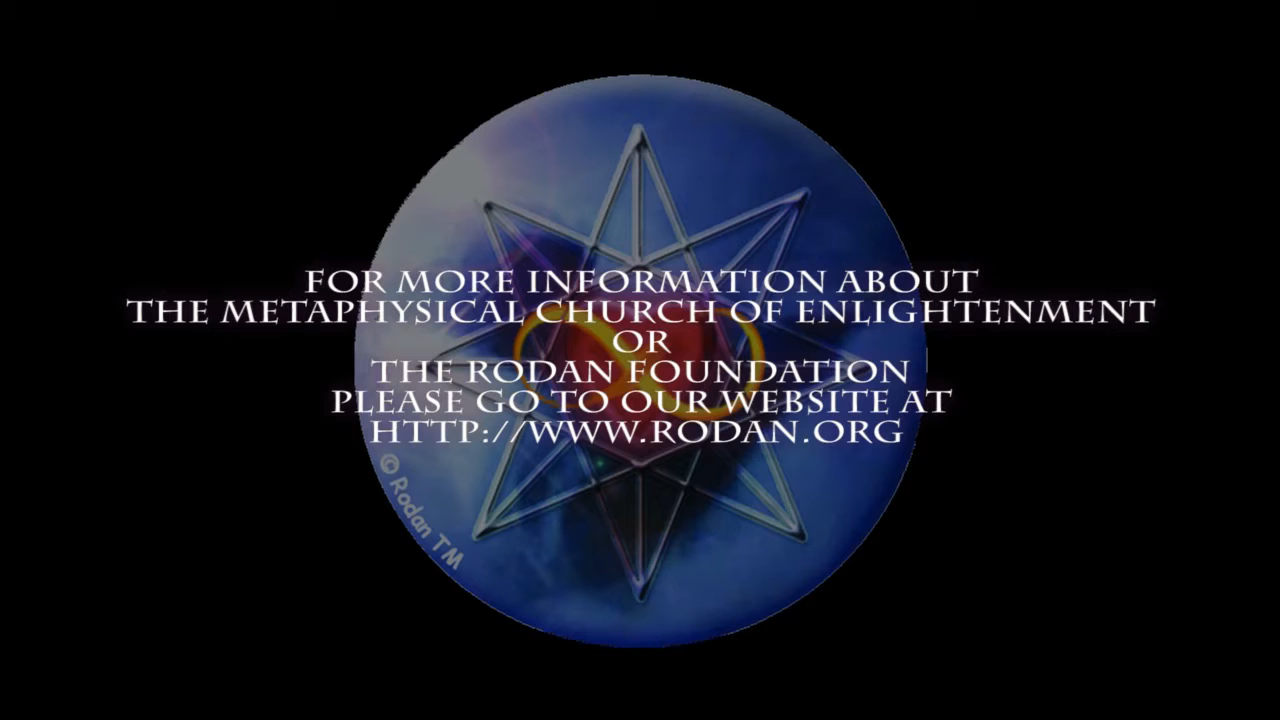 FOR MORE INFORMATION ABOUT
THE METAPHYSICAL CHURCH OF ENLIGHTENMENT
OR
THE RODAN FOUNDATION
PLEASE GO TO OUR WEBSITE AT
HTTP://WWW.RODAN.ORG
© Rodan TM